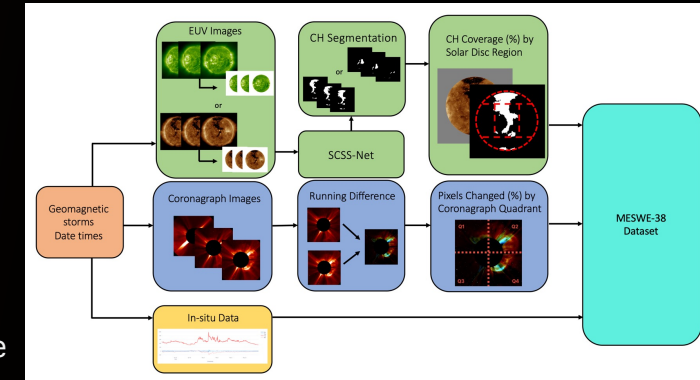 EUV Images
or
CH Segmentation
or
CH Coverage (%) by
Solar Disc Region
SCSS-Net
Geomagnetic
storms
Date times
Coronagraph Images
Running Difference
Pixels Changed (%) by
Coronagraph Quadrant
Q1
Q2
Q3
Q4
MESWE-38
Dataset
In-situ Data
e